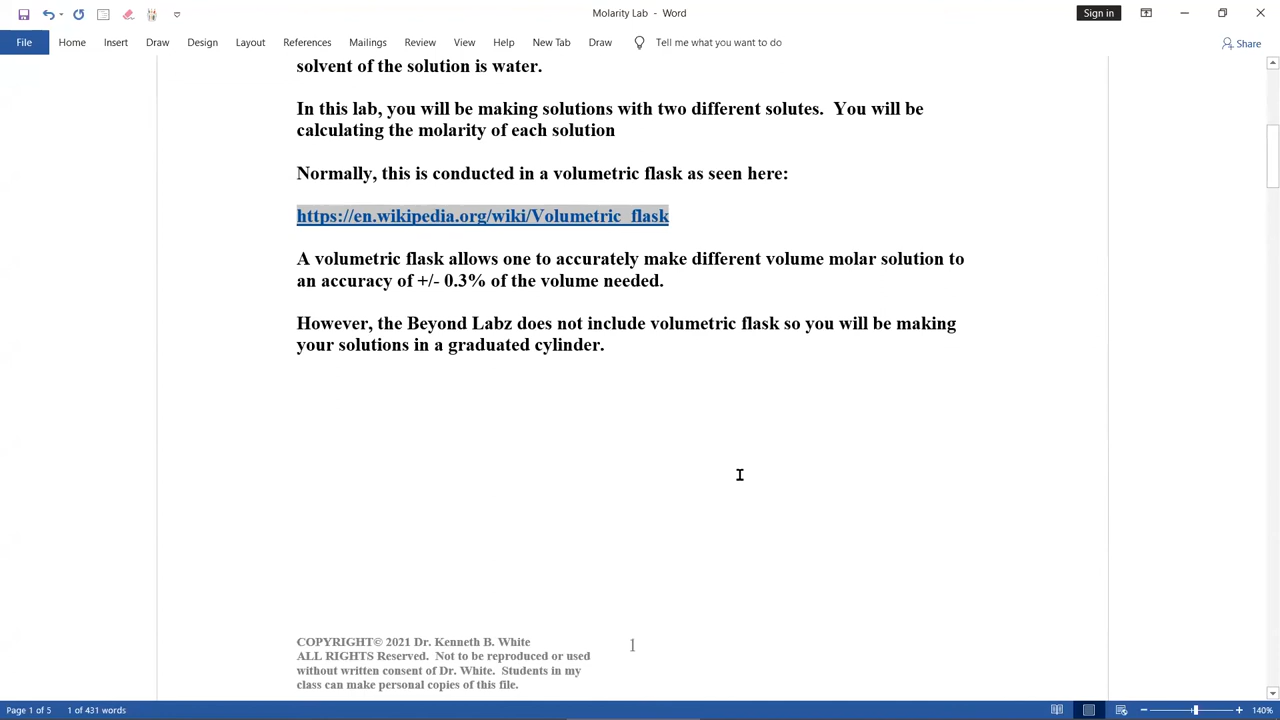 Molarity Lab - Word
Sign in
File Home Insert Draw Design Layout References Mailings Review View Help New Tab Draw Tell me what you want to do Share
solvent of the solution is water.
In this lab, you will be making solutions with two different solutes. You will be
calculating the molarity of each solution
Normally, this is conducted in a volumetric flask as seen here:
https://en.wikipedia.org/wiki/Volumetric_flask
A volumetric flask allows one to accurately make different volume molar solution to
an accuracy of +/- 0.3% of the volume needed.
However, the Beyond Labz does not include volumetric flask so you will be making
your solutions in a graduated cylinder.
COPYRIGHT© 2021 Dr. Kenneth B. White
1
ALL RIGHTS Reserved. Not to be reproduced or used
without written consent of Dr. White. Students in my
class can make personal copies of this file.
Page 1 of 5 1 of 431 words 140%